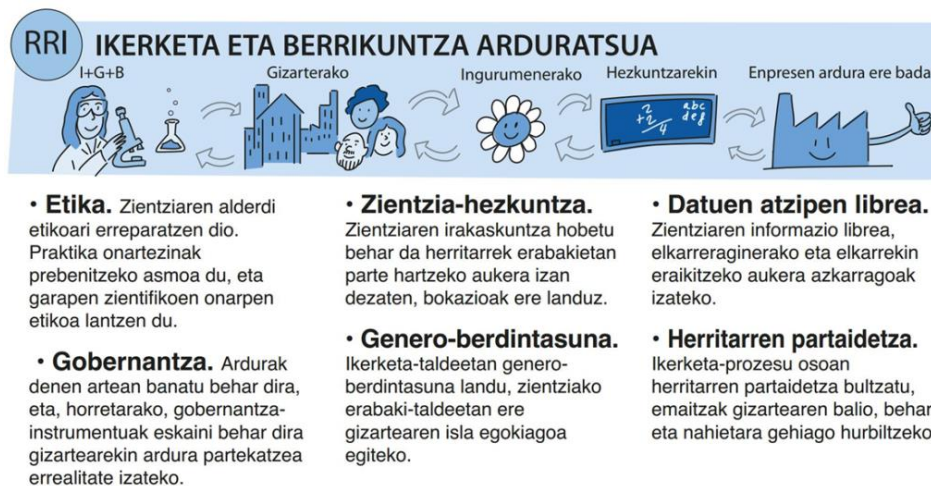 RRI
IKERKETA ETA BERRIKUNTZA ARDURATSUA
I+G+B
Gizarterako
Ingurumenerako
Hezkuntzarekin
Enpresen ardura ere bada
2
+2
4
abc
def
• Etika. Zientziaren alderdi
etikoari erreparatzen dio.
Praktika onartezinak
prebenitzeko asmoa du, eta
garapen zientifikoen onarpen
etikoa lantzen du.
• Gobernantza. Ardurak
denen artean banatu behar dira,
eta, horretarako, gobernantza-
instrumentuak eskaini behar dira
gizartearekin ardura partekatzea
errealitate izateko.
• Zientzia-hezkuntza.
Zientziaren irakaskuntza hobetu
behar da herritarrek erabakietan
parte hartzeko aukera izan
dezaten, bokazioak ere landuz.
• Genero-berdintasuna.
Ikerketa-taldeetan genero-
berdintasuna landu, zientziako
erabaki-taldeetan ere
gizartearen isla egokiagoa
egiteko.
• Datuen atzipen librea.
Zientziaren informazio librea,
elkarreraginerako eta elkarrekin
eraikitzeko aukera azkarragoak
izateko.
• Herritarren partaidetza.
Ikerketa-prozesu osoan
herritarren partaidetza bultzatu,
emaitzak gizartearen balio, behar
eta nahietara gehiago hurbiltzeko